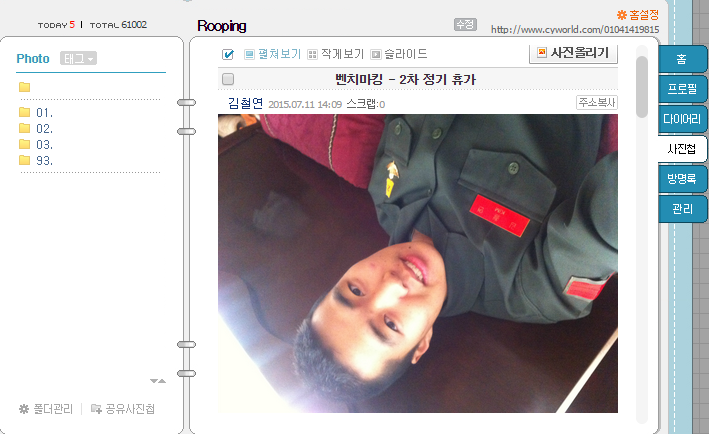 TODAY 5 | TOTAL 61002
Rooping
수정
홈설정
http://www.cyworld.com/01041419815
Photo
태그
01.
02.
03.
93.
폴더관리 | 공유사진첩
펼쳐보기 작게보기 슬라이드
사진올리기
벤치마킹 - 2차 정기 휴가
김철연 2015.07.11 14:09 스크랩:0
주소복사
홈
프로필
다이어리
사진첩
방명록
관리